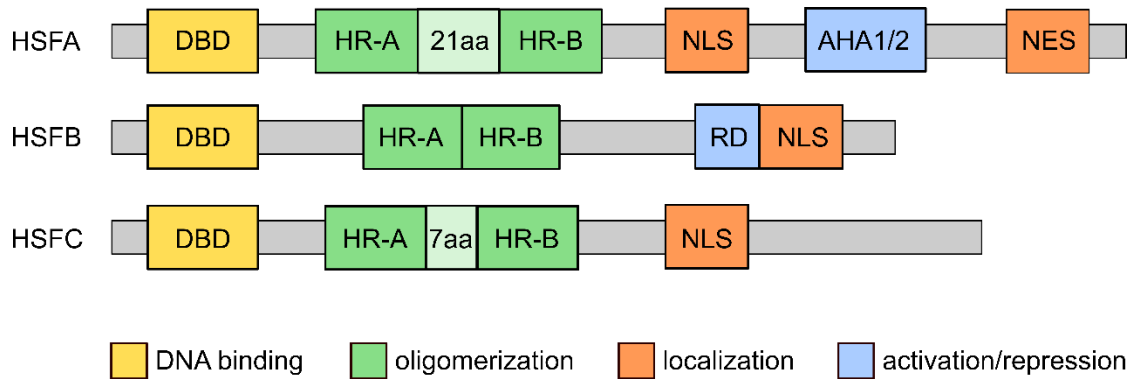 HSFA DBD HR-A 21aa HR-B NLS AHA1/2 NES
HSFB DBD HR-A HR-B RD NLS
HSFC DBD HR-A 7aa HR-B NLS
DNA binding oligomerization localization activation/repression